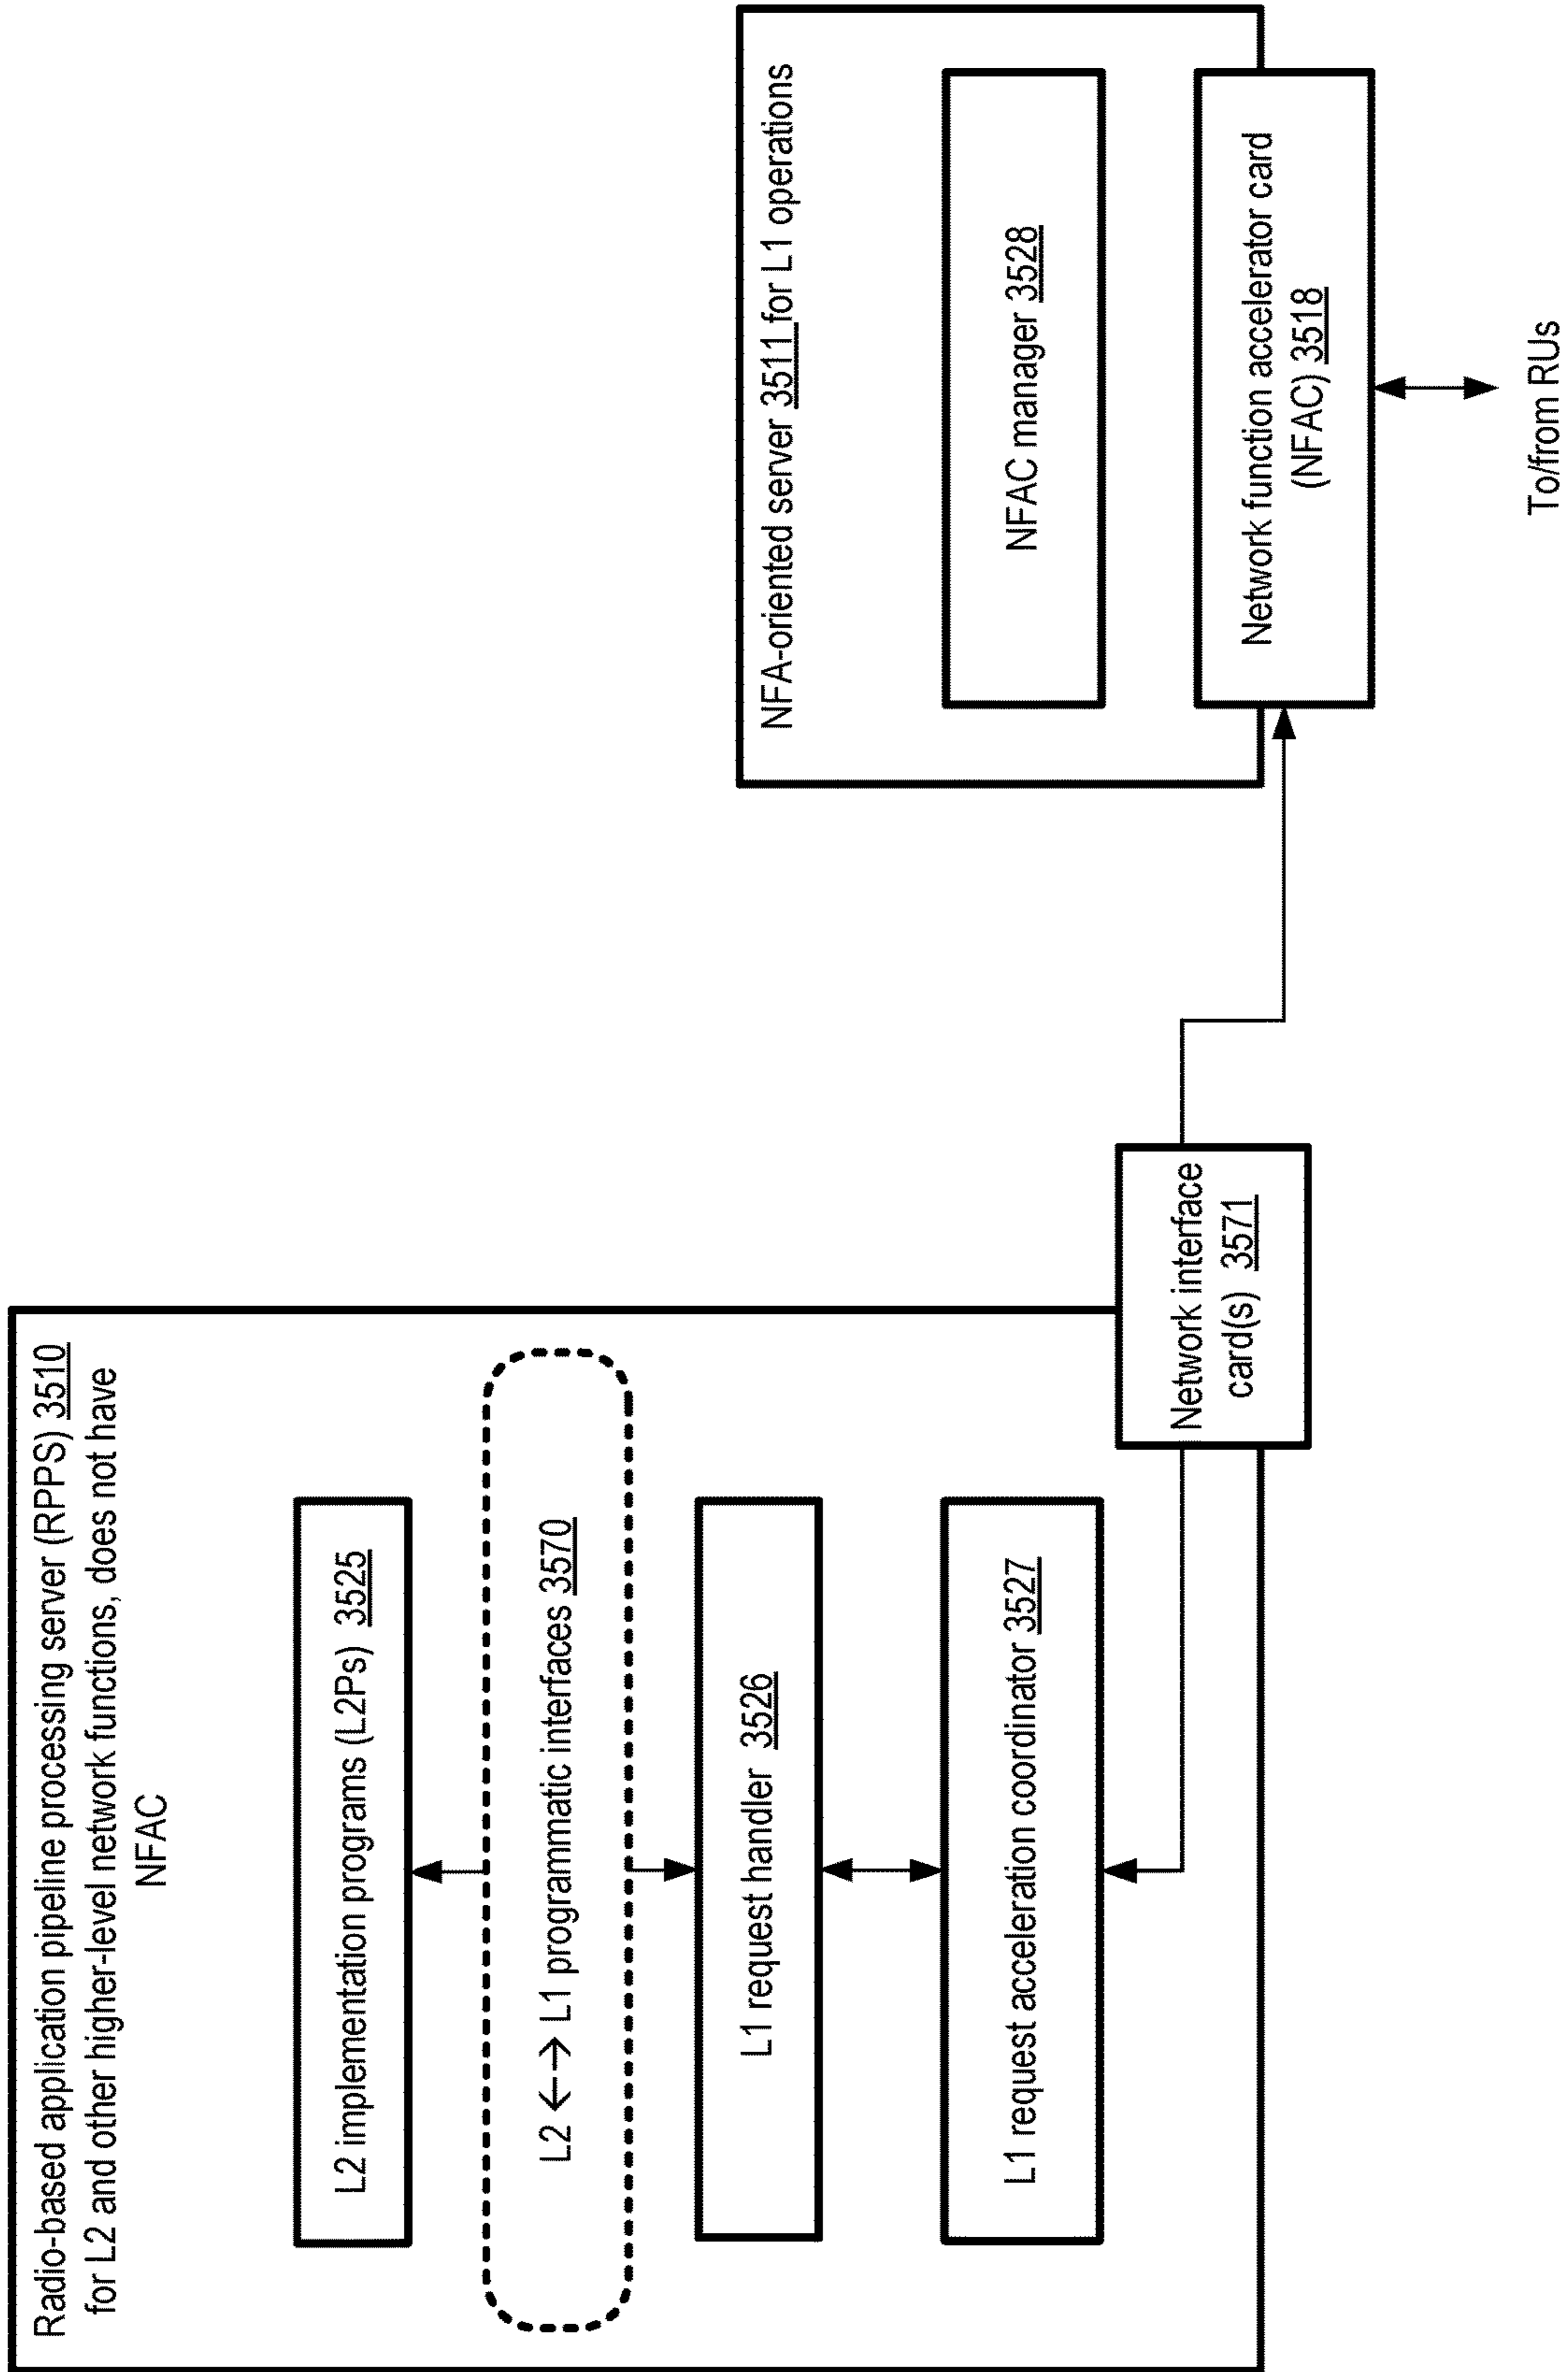 Radio-based application pipeline processing server (RPPS) 3510
for L2 and other higher-level network functions, does not have
NFAC
L2 implementation programs (L2Ps) 3525
L2 ←→ L1 programmatic interfaces 3570
L1 request handler 3526
L1 request acceleration coordinator 3527
Network interface
card(s) 3571
NFA-oriented server 3511 for L1 operations
NFAC manager 3528
Network function accelerator card
(NFAC) 3518
To/from RUs